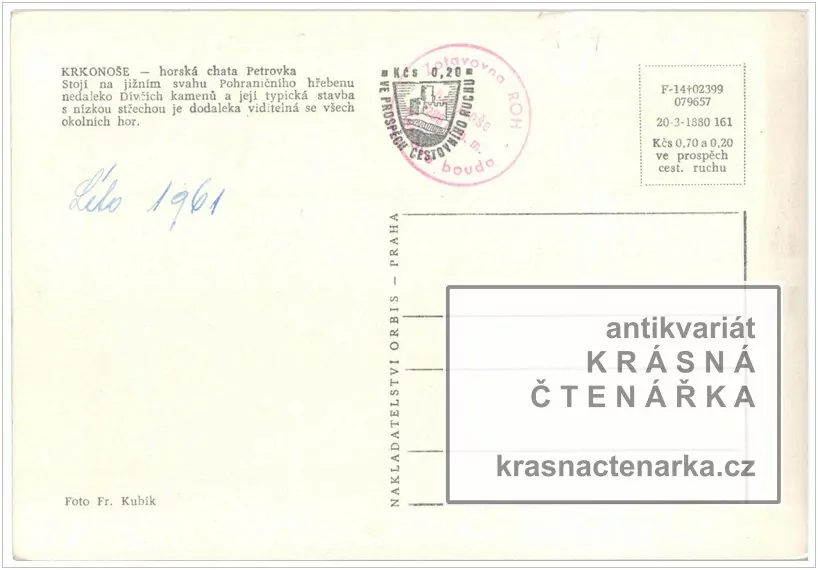 KRKONOŠE — horská chata Petrovka
Stojí na jižním svahu Pohraničního hřebenu
nedaleko Dívčích kamenů a její typická stavba
s nízkou střechou je dodaleka viditelná se všech
okolních hor.
Kčs 0,20
VE PROSPĚCH CESTOVNÍHO RUCHU
Zotavovna ROH
bouda
F-14†02399
079657
20-3-1880 161
Kčs 0,70 a 0,20
ve prospěch
cest. ruchu
Léto 1961
NAKLADATELSTVÍ ORBIS — PRAHA
antikvariát
KRÁSNÁ
ČTENÁŘKA
krasnactenarka.cz
Foto Fr. Kubík